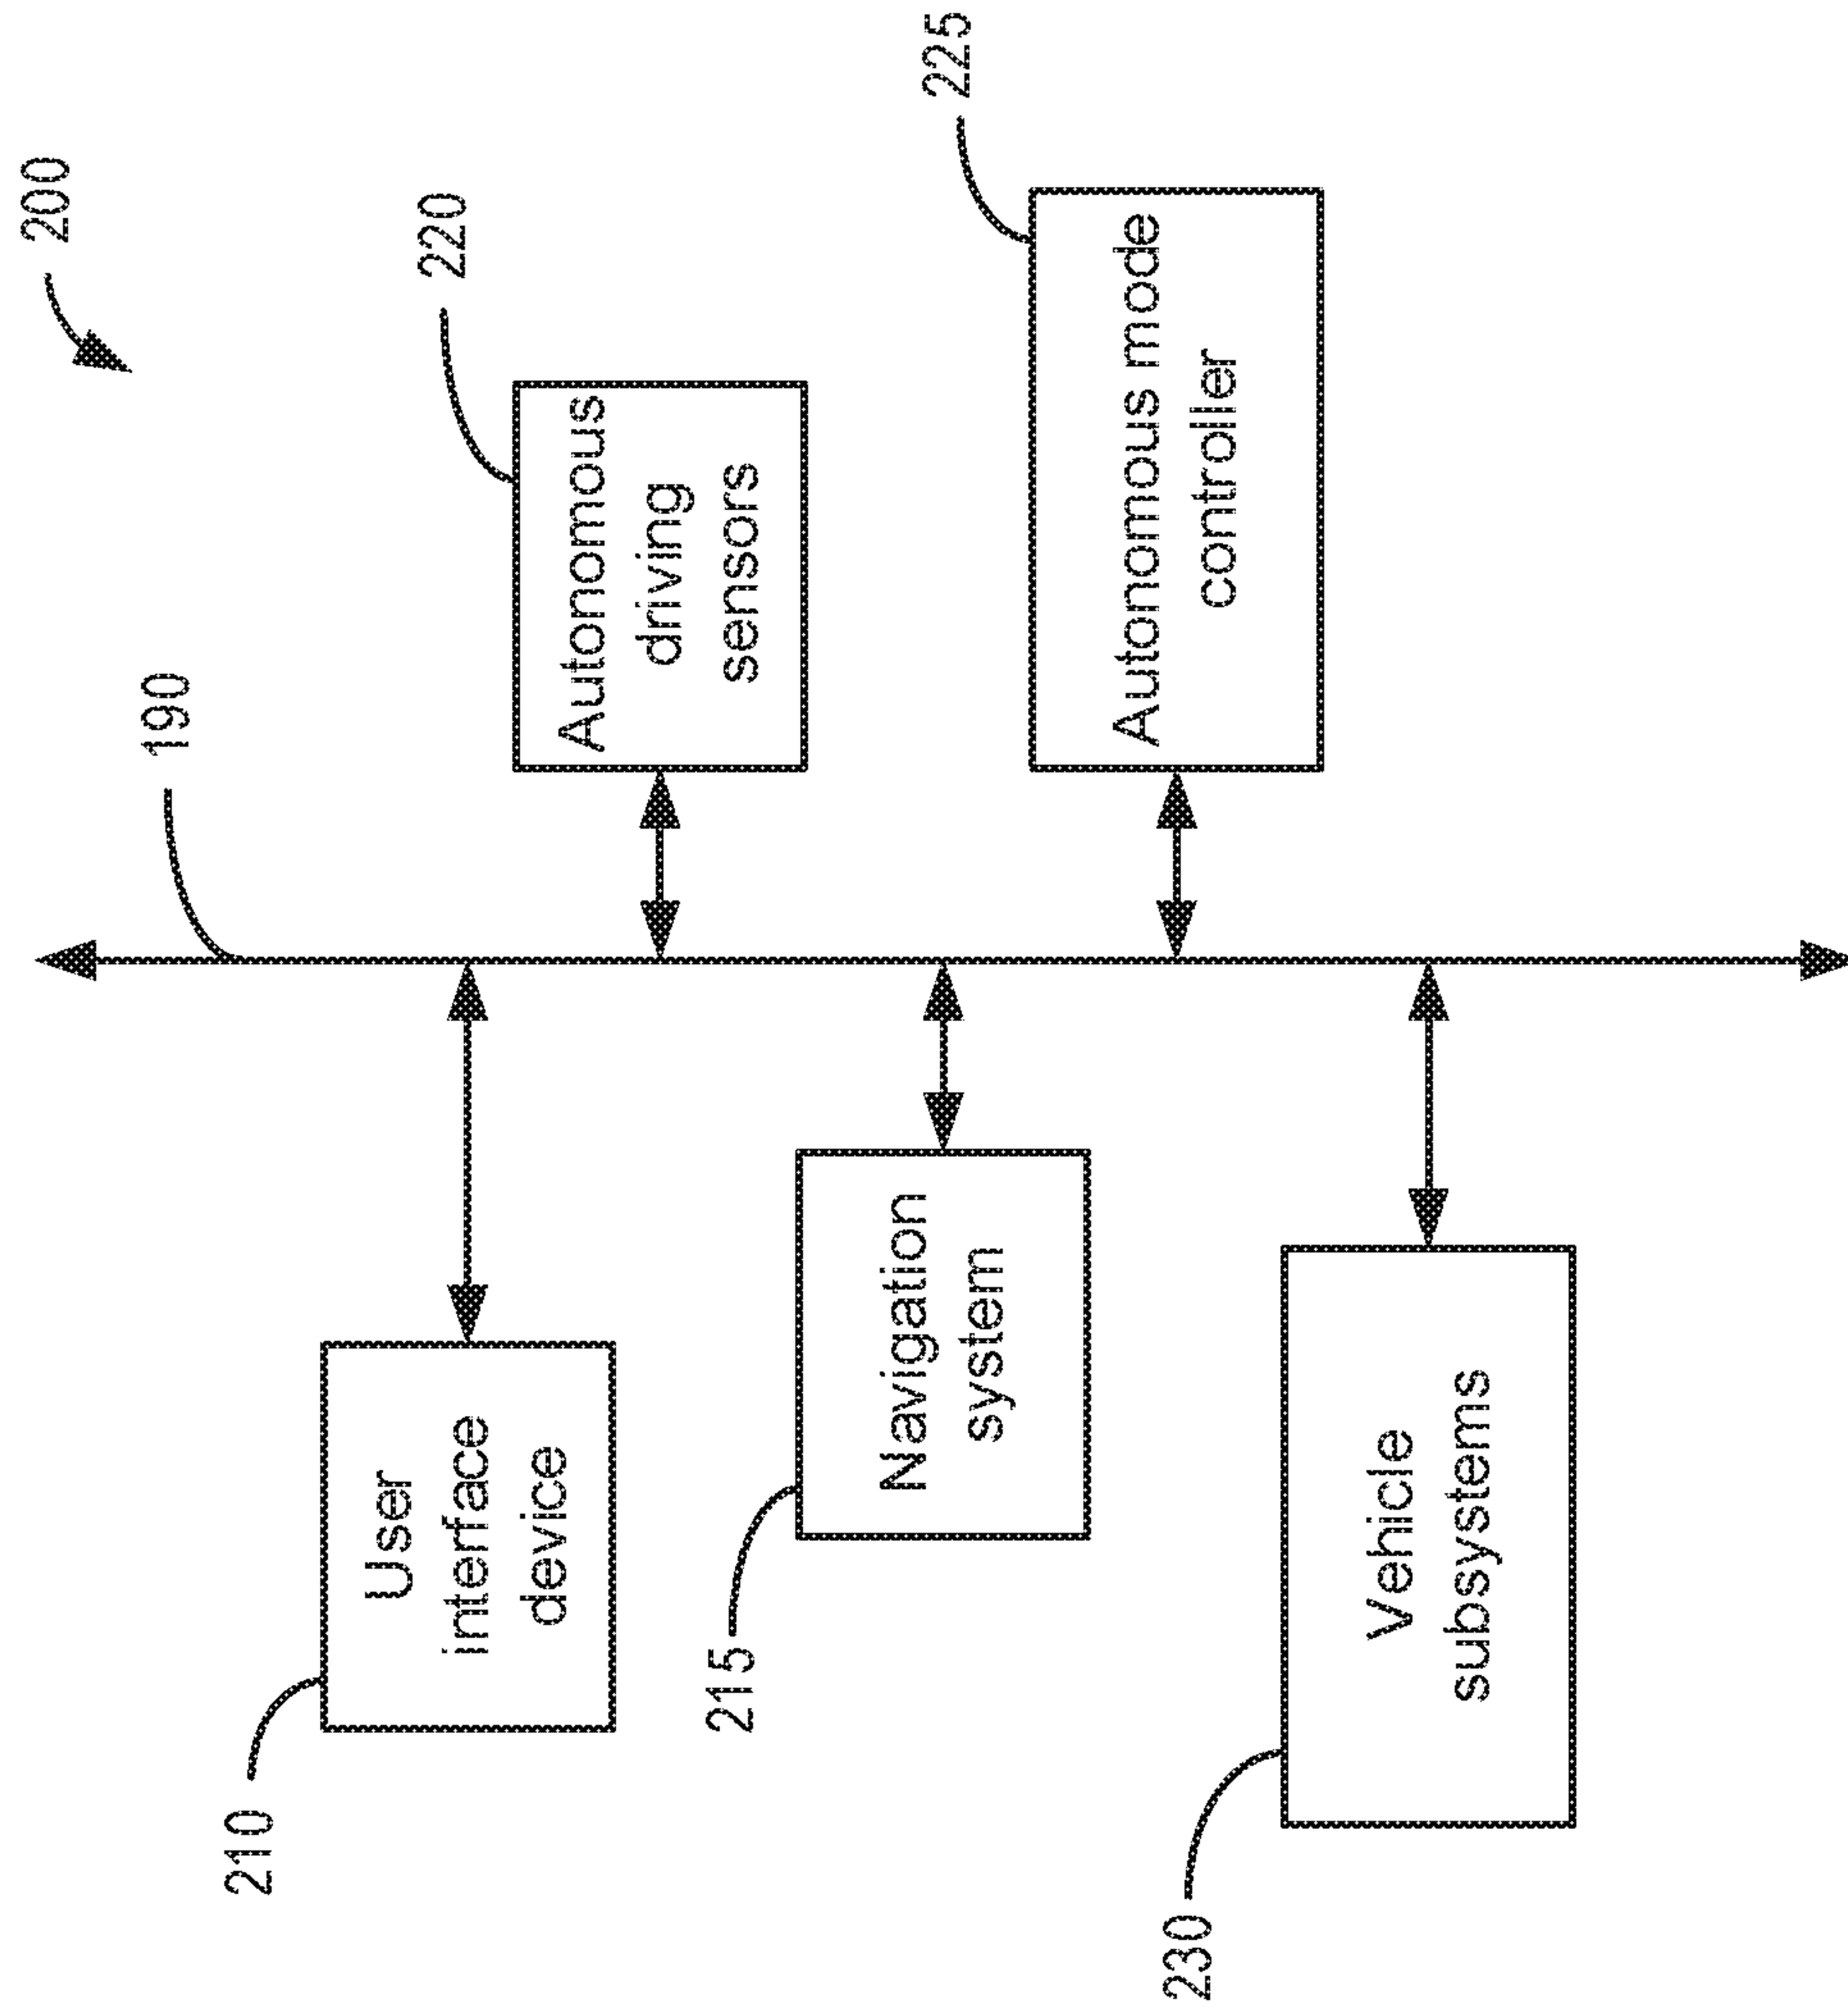 200
190
210
User
interface
device
220
Autonomous
driving
sensors
215
Navigation
system
225
Autonomous mode
controller
230
Vehicle
subsystems